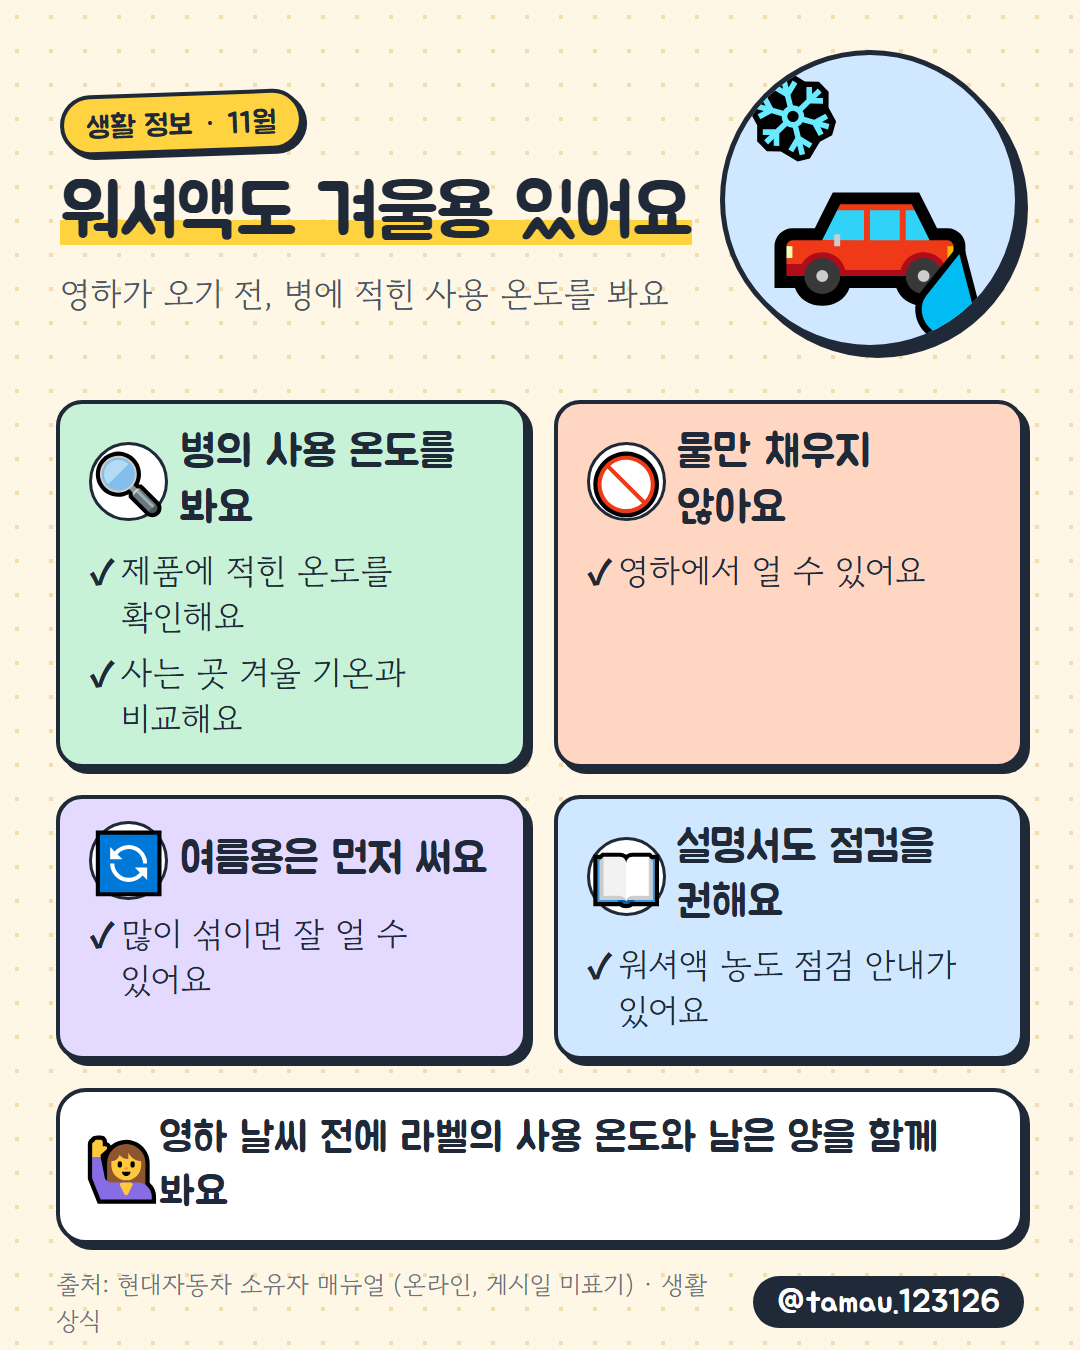 생활 정보 · 11월
워셔액도 겨울용 있어요
영하가 오기 전, 병에 적힌 사용 온도를 봐요
병의 사용 온도를
봐요
✓제품에 적힌 온도를
확인해요
✓사는 곳 겨울 기온과
비교해요
물만 채우지
않아요
✓영하에서 얼 수 있어요
여름용은 먼저 써요
✓많이 섞이면 잘 얼 수
있어요
설명서도 점검을
권해요
✓워셔액 농도 점검 안내가
있어요
영하 날씨 전에 라벨의 사용 온도와 남은 양을 함께
봐요
출처: 현대자동차 소유자 매뉴얼 (온라인, 게시일 미표기) · 생활
상식
@tamau.123126